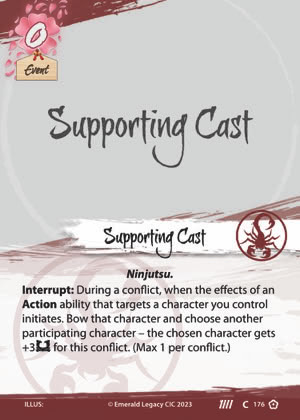 0
Event
Supporting Cast
Supporting Cast
Ninjutsu.
Interrupt: During a conflict, when the effects of an
Action ability that targets a character you control
initiates. Bow that character and choose another
participating character – the chosen character gets
+3 for this conflict. (Max 1 per conflict.)
ILLUS: © Emerald Legacy CIC 2023 C 176